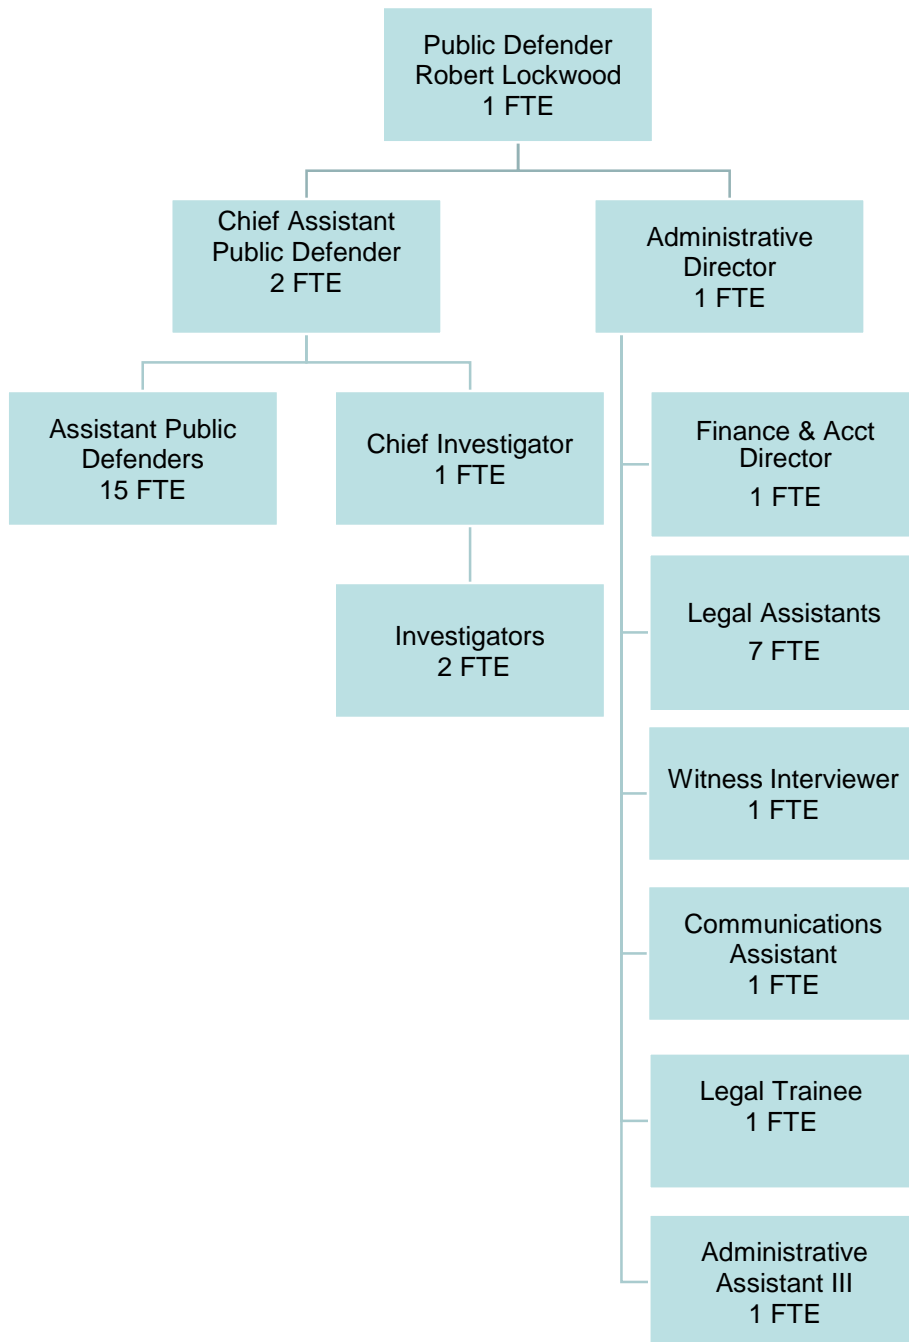 Public Defender
Robert Lockwood
1 FTE
Chief Assistant
Public Defender
2 FTE
Administrative
Director
1 FTE
Assistant Public
Defenders
15 FTE
Chief Investigator
1 FTE
Investigators
2 FTE
Finance & Acct
Director
1 FTE
Legal Assistants
7 FTE
Witness Interviewer
1 FTE
Communications
Assistant
1 FTE
Legal Trainee
1 FTE
Administrative
Assistant III
1 FTE